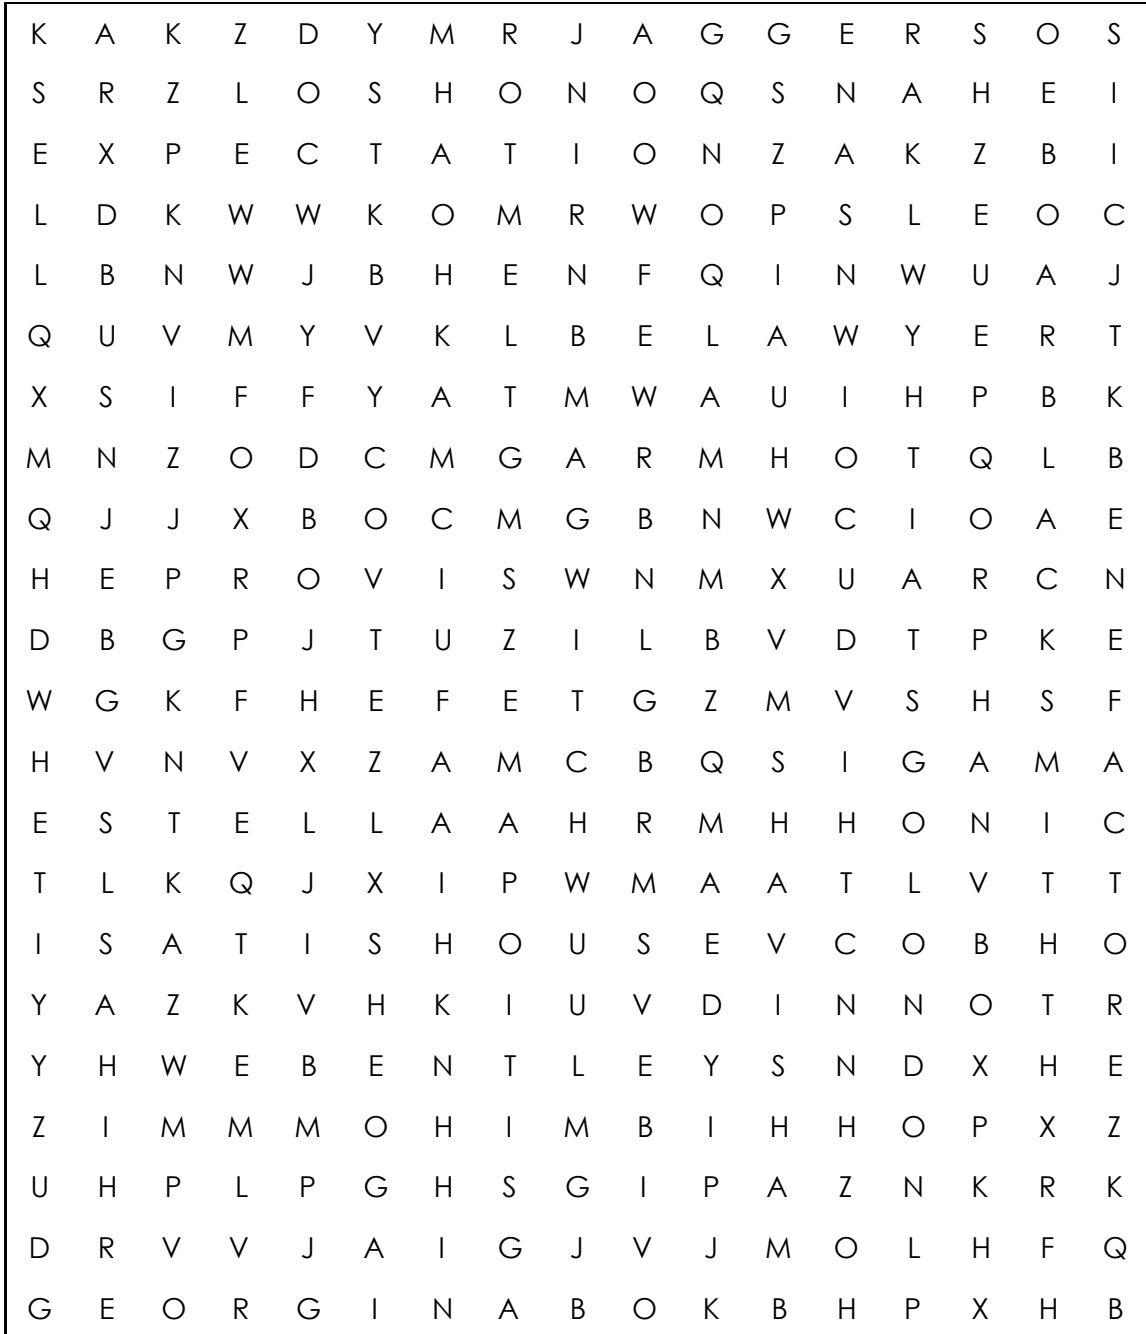 K A K Z D Y M R J A G G E R S O S
S R Z L O S H O N O Q S N A H E I
E X P E C T A T I O N Z A K Z B I
L D K W W K O M R W O P S L E O C
L B N W J B H E N F Q I N W U A J
Q U V M Y V K L B E L A W Y E R T
X S I F F Y A T M W A U I H P B K
M N Z O D C M G A R M H O T Q L B
Q J J X B O C M G B N W C I O A E
H E P R O V I S W N M X U A R C N
D B G P J T U Z I L B V D T P K E
W G K F H E F E T G Z M V S H S F
H V N V X Z A M C B Q S I G A M A
E S T E L L A A H R M H H O N I C
T L K Q J X I P W M A A T L V T T
I S A T I S H O U S E V C O B H O
Y A Z K V H K I U V D I N N O T R
Y H W E B E N T L E Y S N D X H E
Z I M M M O H I M B I H H O P X Z
U H P L P G H S G I P A Z N K R K
D R V V J A I G J V J M O L H F Q
G E O R G I N A B O K B H P X H B